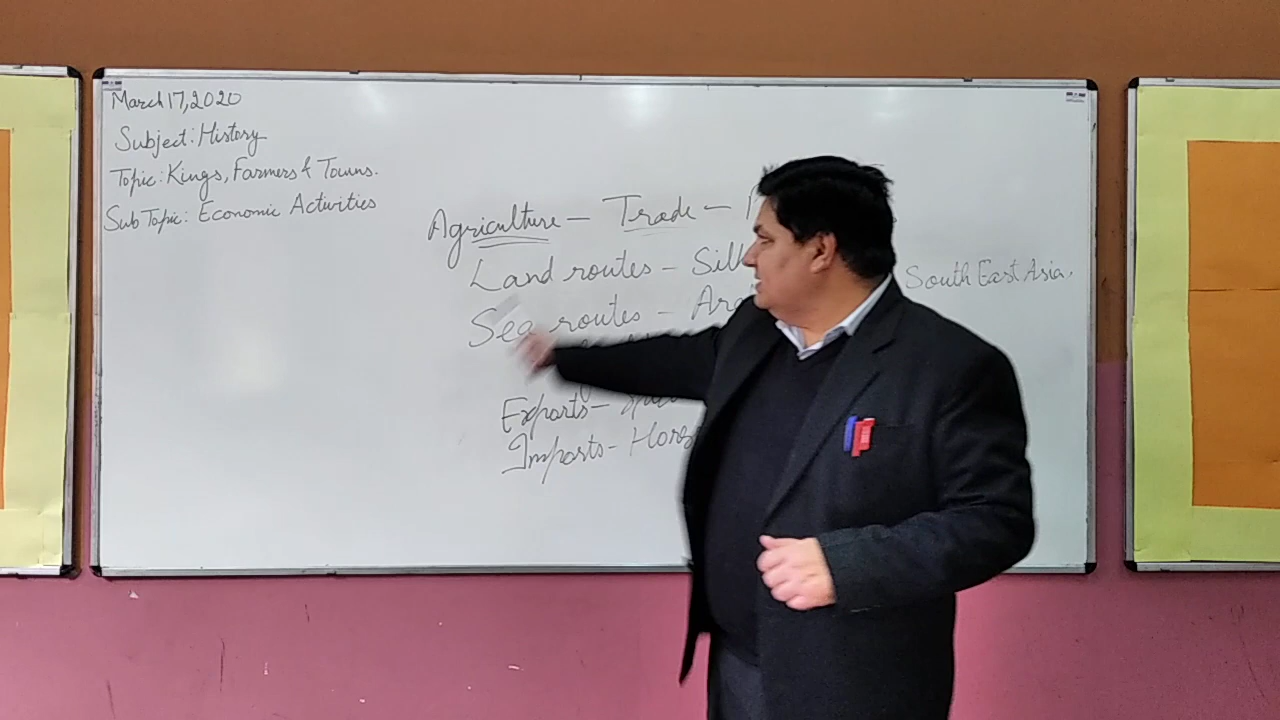 March 17, 2020
Subject: History
Topic: Kings, Farmers & Towns.
Sub Topic: Economic Activities
Agriculture — Trade —
Land routes — Silk
Sea routes — Ara South East Asia.
Exports —
Imports - Hors